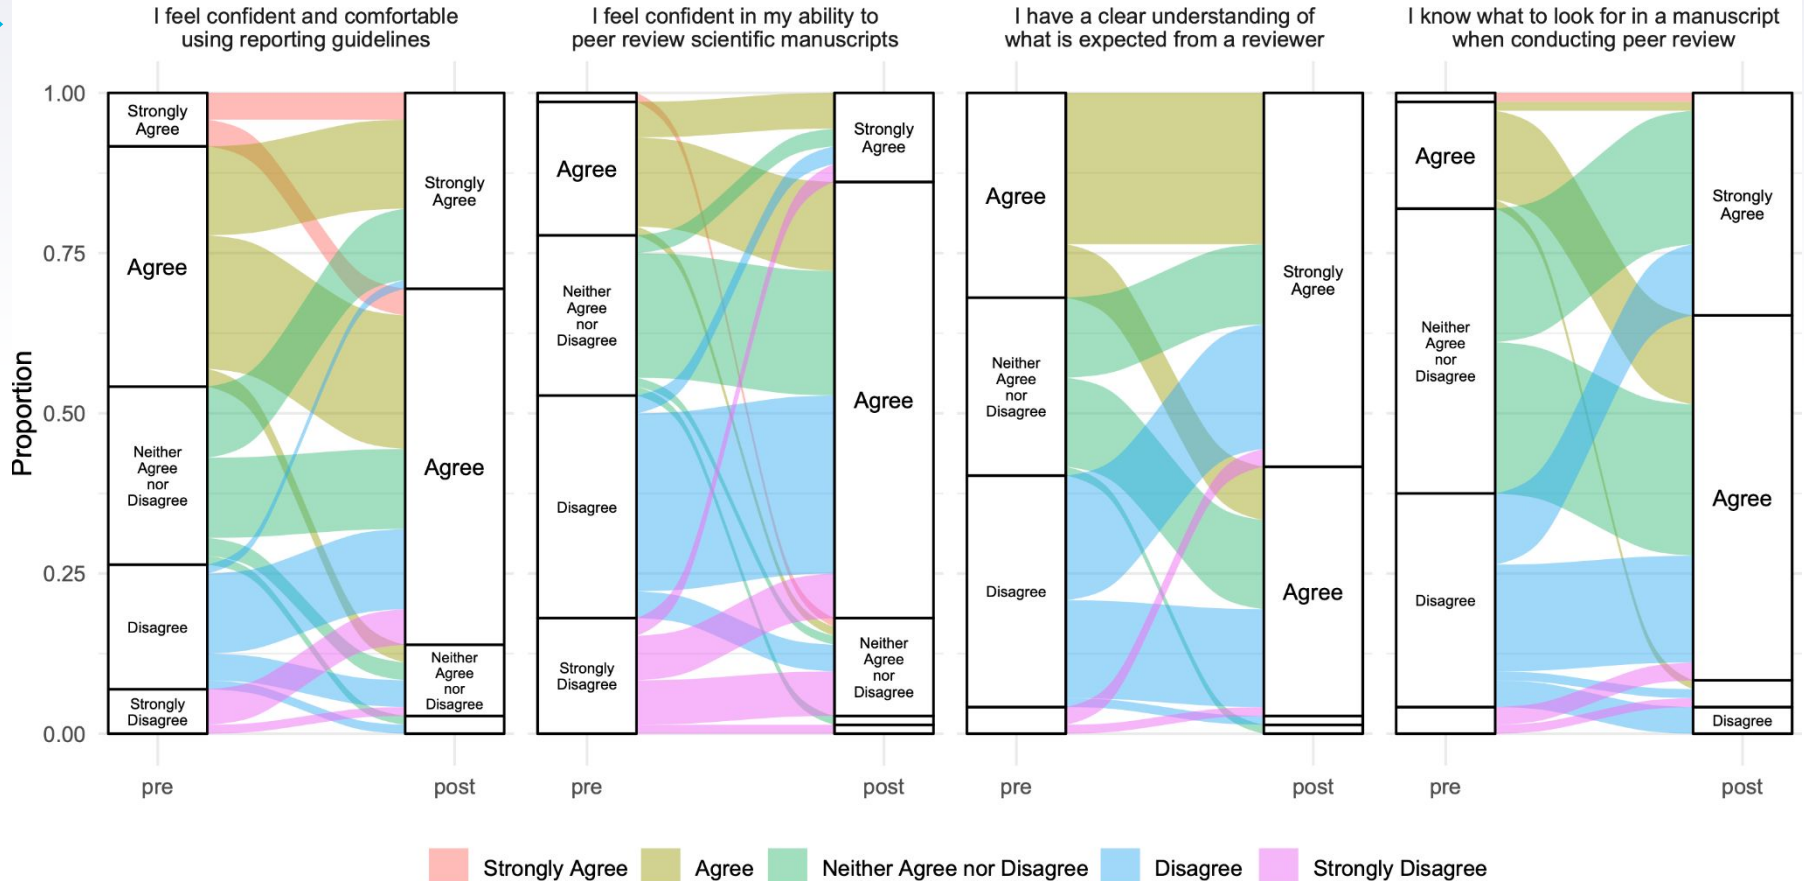 I feel confident and comfortable
using reporting guidelines
I feel confident in my ability to
peer review scientific manuscripts
I have a clear understanding of
what is expected from a reviewer
I know what to look for in a manuscript
when conducting peer review
Proportion
1.00
0.75
0.50
0.25
0.00
Strongly
Agree
Agree
Neither
Agree
nor
Disagree
Disagree
Strongly
Disagree
Strongly
Agree
Agree
Neither
Agree
nor
Disagree
pre
post
Agree
Neither
Agree
nor
Disagree
Disagree
Strongly
Disagree
Strongly
Agree
Agree
Neither
Agree
nor
Disagree
pre
post
Agree
Neither
Agree
nor
Disagree
Disagree
Strongly
Agree
Agree
pre
post
Agree
Neither
Agree
nor
Disagree
Disagree
Strongly
Agree
Agree
Disagree
pre
post
Strongly Agree
Agree
Neither Agree nor Disagree
Disagree
Strongly Disagree